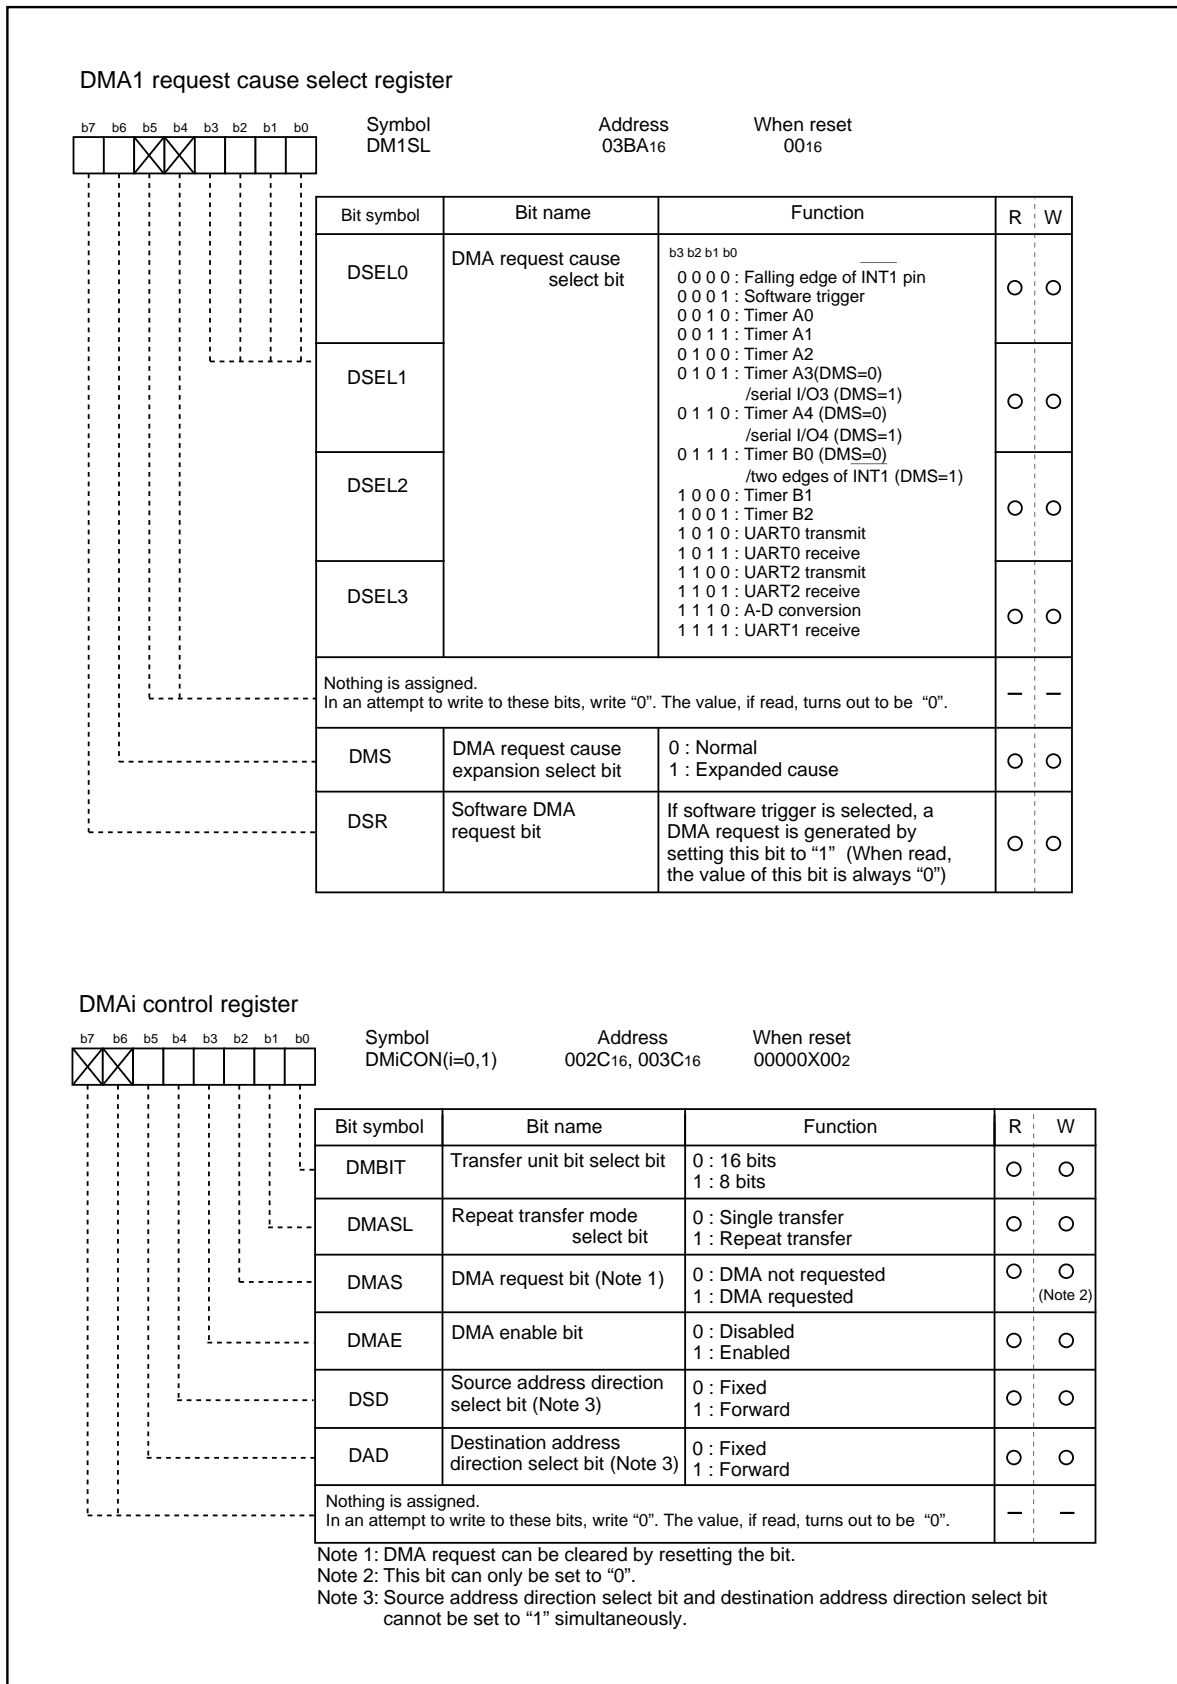 DMA1 request cause select register
b7 b6 b5 b4 b3 b2 b1 b0
Symbol Address When reset
DM1SL 03BA16 0016
Bit symbol Bit name Function R W
DSEL0 DMA request cause select bit
b3 b2 b1 b0
0 0 0 0 : Falling edge of INT1 pin
0 0 0 1 : Software trigger
0 0 1 0 : Timer A0
0 0 1 1 : Timer A1
0 1 0 0 : Timer A2
DSEL1
0 1 0 1 : Timer A3(DMS=0)
/serial I/O3 (DMS=1)
0 1 1 0 : Timer A4 (DMS=0)
/serial I/O4 (DMS=1)
0 1 1 1 : Timer B0 (DMS=0)
/two edges of INT1 (DMS=1)
DSEL2
1 0 0 0 : Timer B1
1 0 0 1 : Timer B2
1 0 1 0 : UART0 transmit
1 0 1 1 : UART0 receive
1 1 0 0 : UART2 transmit
DSEL3
1 1 0 1 : UART2 receive
1 1 1 0 : A-D conversion
1 1 1 1 : UART1 receive
Nothing is assigned.
In an attempt to write to these bits, write “0”. The value, if read, turns out to be “0”.
DMS
DMA request cause
expansion select bit
0 : Normal
1 : Expanded cause
DSR
Software DMA
request bit
If software trigger is selected, a
DMA request is generated by
setting this bit to “1” (When read,
the value of this bit is always “0”)
DMAi control register
b7 b6 b5 b4 b3 b2 b1 b0
Symbol Address When reset
DMiCON(i=0,1) 002C16, 003C16 00000X002
Bit symbol Bit name Function R W
DMBIT
Transfer unit bit select bit
0 : 16 bits
1 : 8 bits
DMASL
Repeat transfer mode
select bit
0 : Single transfer
1 : Repeat transfer
DMAS
DMA request bit (Note 1)
0 : DMA not requested
1 : DMA requested
(Note 2)
DMAE
DMA enable bit
0 : Disabled
1 : Enabled
DSD
Source address direction
select bit (Note 3)
0 : Fixed
1 : Forward
DAD
Destination address
direction select bit (Note 3)
0 : Fixed
1 : Forward
Nothing is assigned.
In an attempt to write to these bits, write “0”. The value, if read, turns out to be “0”.
Note 1: DMA request can be cleared by resetting the bit.
Note 2: This bit can only be set to “0”.
Note 3: Source address direction select bit and destination address direction select bit
cannot be set to “1” simultaneously.